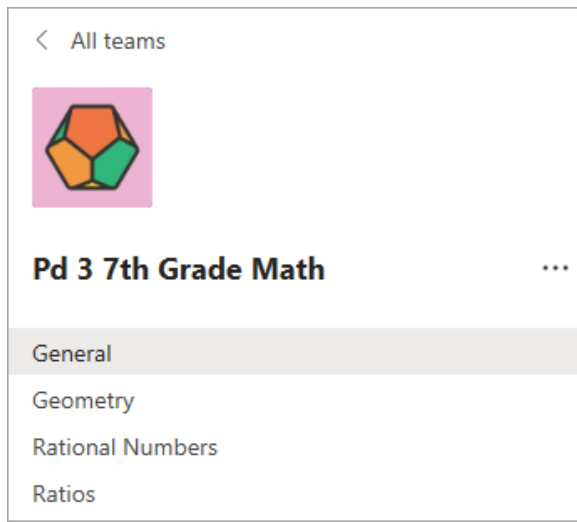 All teams
Pd 3 7th Grade Math
General
Geometry
Rational Numbers
Ratios